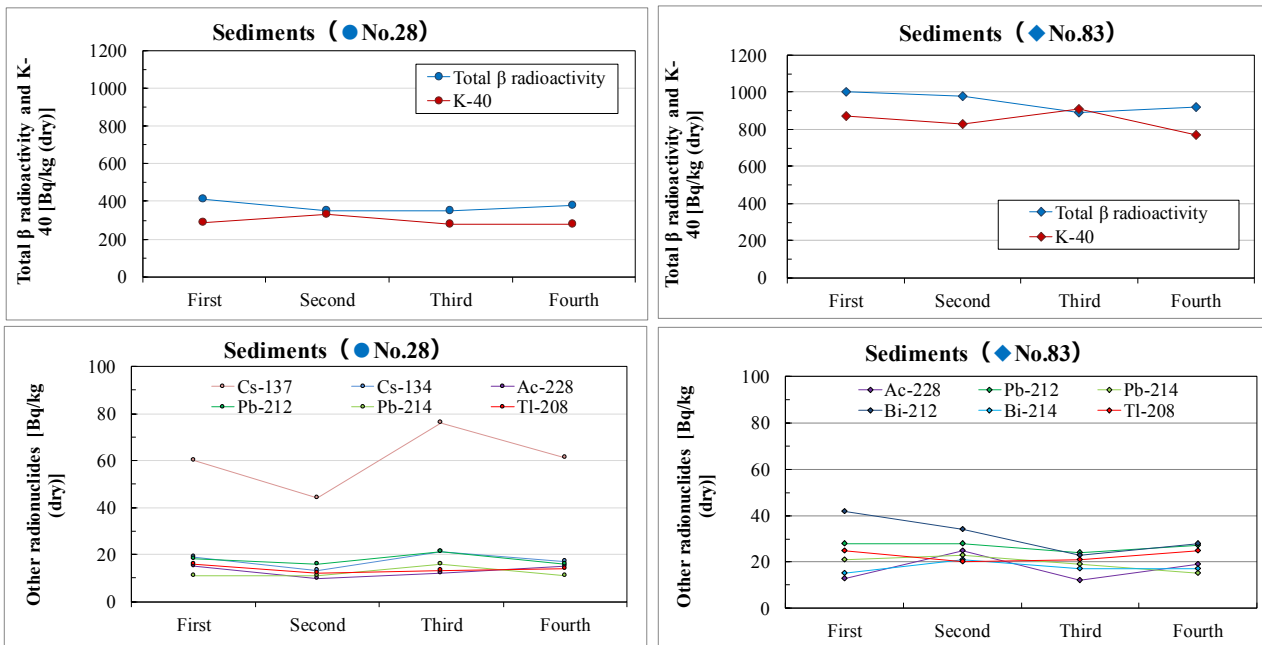 Sediments（ ● No.28）
Total β radioactivity and K-
40 [Bq/kg (dry)]
1200
1000
800
600
400
200
0
Total β radioactivity
K-40
First Second Third Fourth
Sediments（ ◆ No.83）
Total β radioactivity and K-
40 [Bq/kg (dry)]
1200
1000
800
600
400
200
0
Total β radioactivity
K-40
First Second Third Fourth
Sediments（ ● No.28）
Other radionuclides [Bq/kg
(dry)]
100
80
60
40
20
0
Cs-137 Cs-134 Ac-228
Pb-212 Pb-214 Tl-208
First Second Third Fourth
Sediments（ ◆ No.83）
Other radionuclides [Bq/kg
(dry)]
100
80
60
40
20
0
Ac-228 Pb-212 Pb-214
Bi-212 Bi-214 Tl-208
First Second Third Fourth